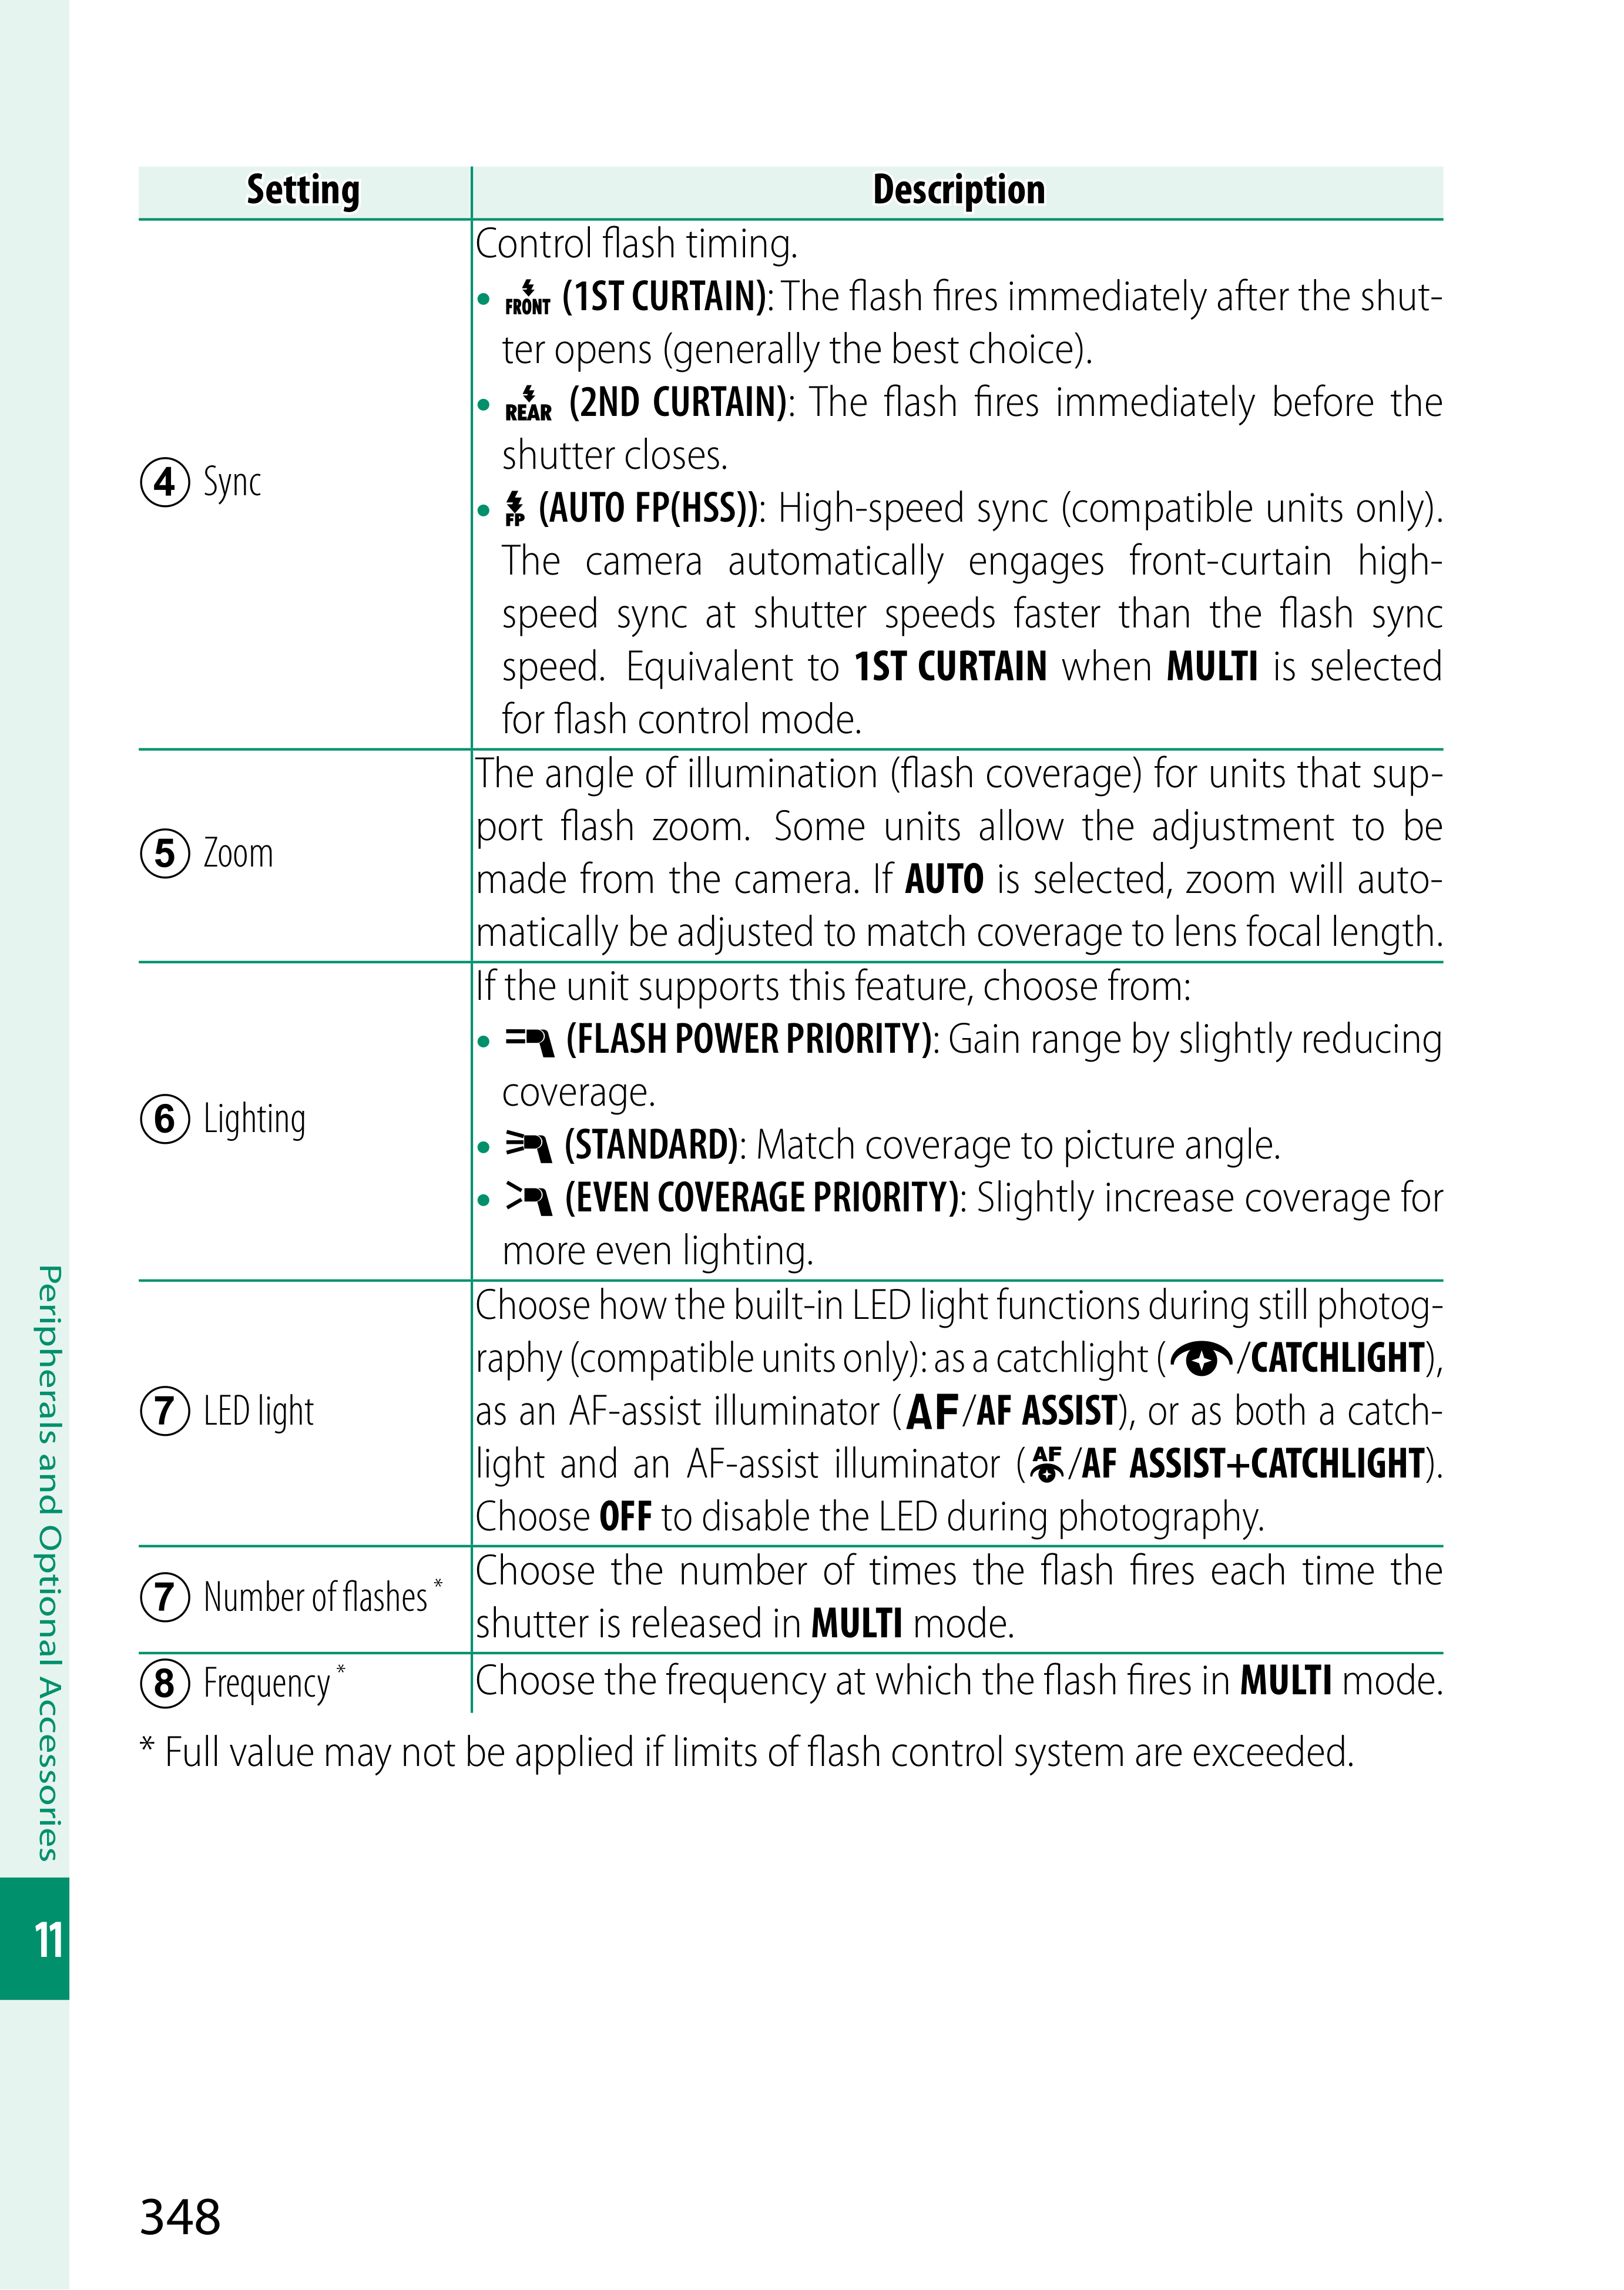 Setting Description
Control flash timing.
• FRONT (1ST CURTAIN): The flash fires immediately after the shut-
ter opens (generally the best choice).
• REAR (2ND CURTAIN): The flash fires immediately before the
shutter closes.
④ Sync
• FP (AUTO FP(HSS)): High-speed sync (compatible units only).
The camera automatically engages front-curtain high-
speed sync at shutter speeds faster than the flash sync
speed. Equivalent to 1ST CURTAIN when MULTI is selected
for flash control mode.
⑤ Zoom
The angle of illumination (flash coverage) for units that sup-
port flash zoom. Some units allow the adjustment to be
made from the camera. If AUTO is selected, zoom will auto-
matically be adjusted to match coverage to lens focal length.
⑥ Lighting
If the unit supports this feature, choose from:
• (FLASH POWER PRIORITY): Gain range by slightly reducing
coverage.
• (STANDARD): Match coverage to picture angle.
• (EVEN COVERAGE PRIORITY): Slightly increase coverage for
more even lighting.
⑦ LED light
Choose how the built-in LED light functions during still photog-
raphy (compatible units only): as a catchlight (/CATCHLIGHT),
as an AF-assist illuminator (AF/AF ASSIST), or as both a catch-
light and an AF-assist illuminator (AF/AF ASSIST+CATCHLIGHT).
Choose OFF to disable the LED during photography.
⑦ Number of flashes *
Choose the number of times the flash fires each time the
shutter is released in MULTI mode.
⑧ Frequency *
Choose the frequency at which the flash fires in MULTI mode.
* Full value may not be applied if limits of flash control system are exceeded.
Peripherals and Optional Accessories
11
348